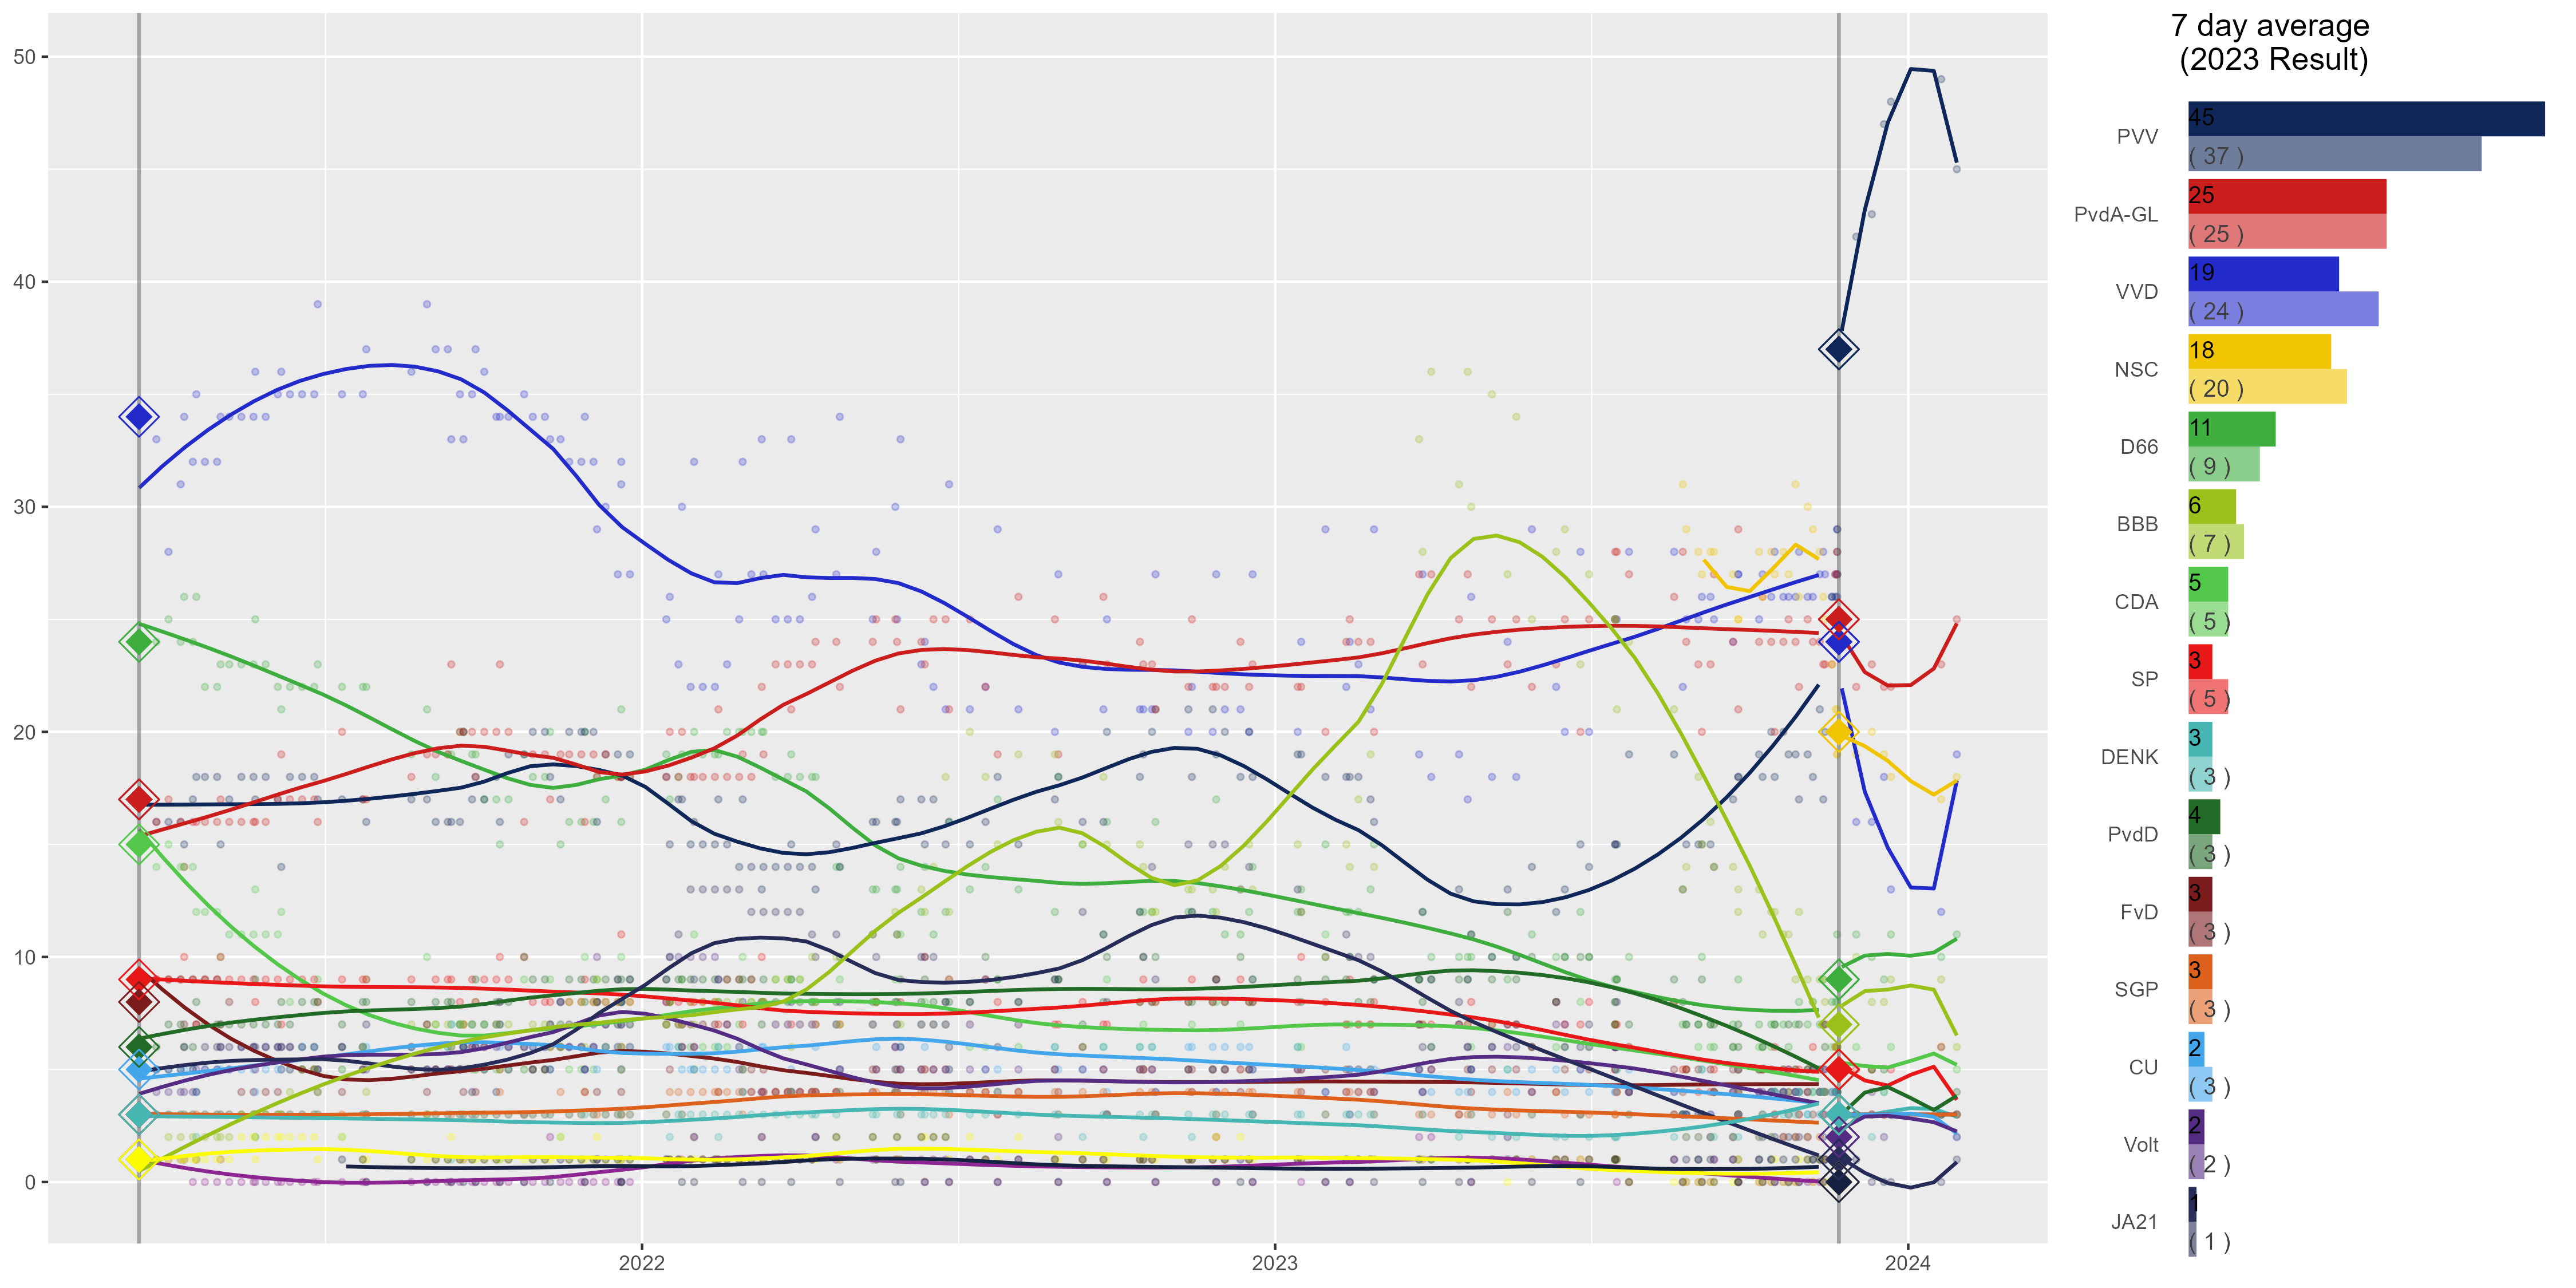 7 day average
(2023 Result)
50
40
30
20
10
0
2022
2023
2024
PVV
45
( 37 )
PvdA-GL
25
( 25 )
VVD
19
( 24 )
NSC
18
( 20 )
D66
11
( 9 )
BBB
6
( 7 )
CDA
5
( 5 )
SP
3
( 5 )
DENK
3
( 3 )
PvdD
4
( 3 )
FvD
3
( 3 )
SGP
3
( 3 )
CU
2
( 3 )
Volt
2
( 2 )
JA21
1
( 1 )